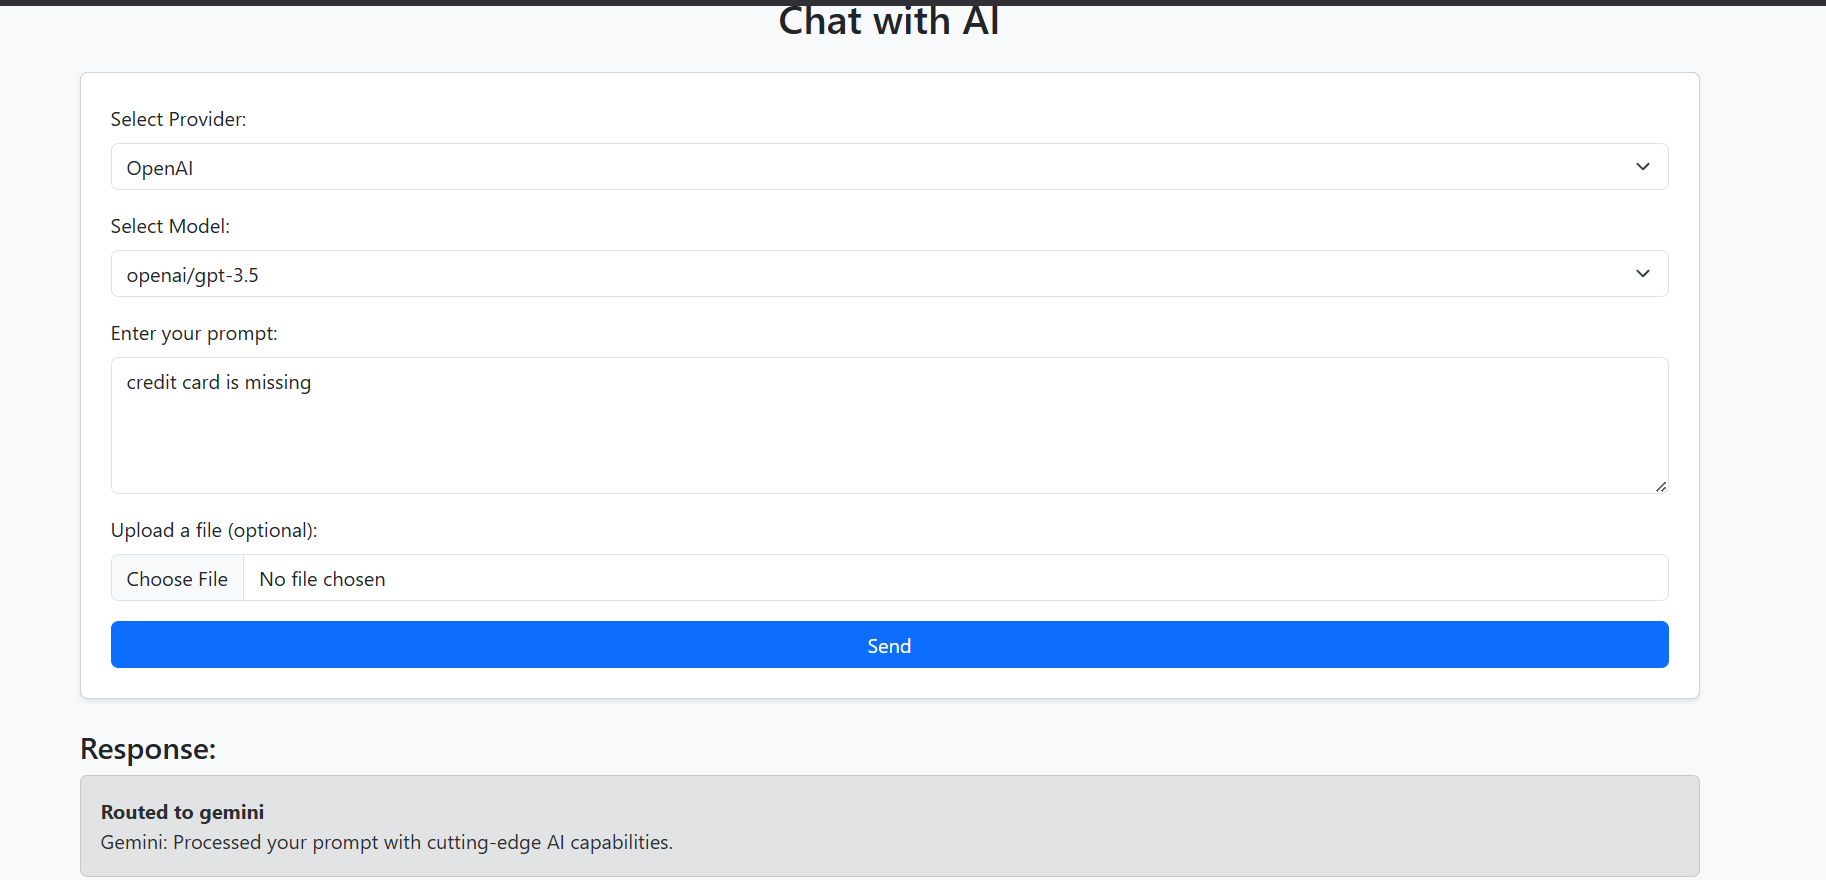 Chat with AI
Select Provider:
OpenAI
Select Model:
openai/gpt-3.5
Enter your prompt:
credit card is missing
Upload a file (optional):
Choose File No file chosen
Send
Response:
Routed to gemini
Gemini: Processed your prompt with cutting-edge AI capabilities.